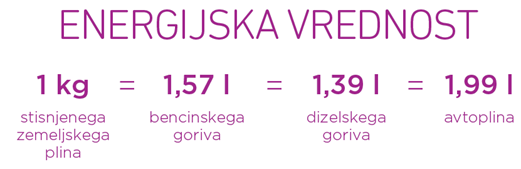 ENERGIJSKA VREDNOST
1 kg = 1,57 l = 1,39 l = 1,99 l
stisnjenega bencinskega dizelskega avtoplina
zemeljskega goriva goriva
plina